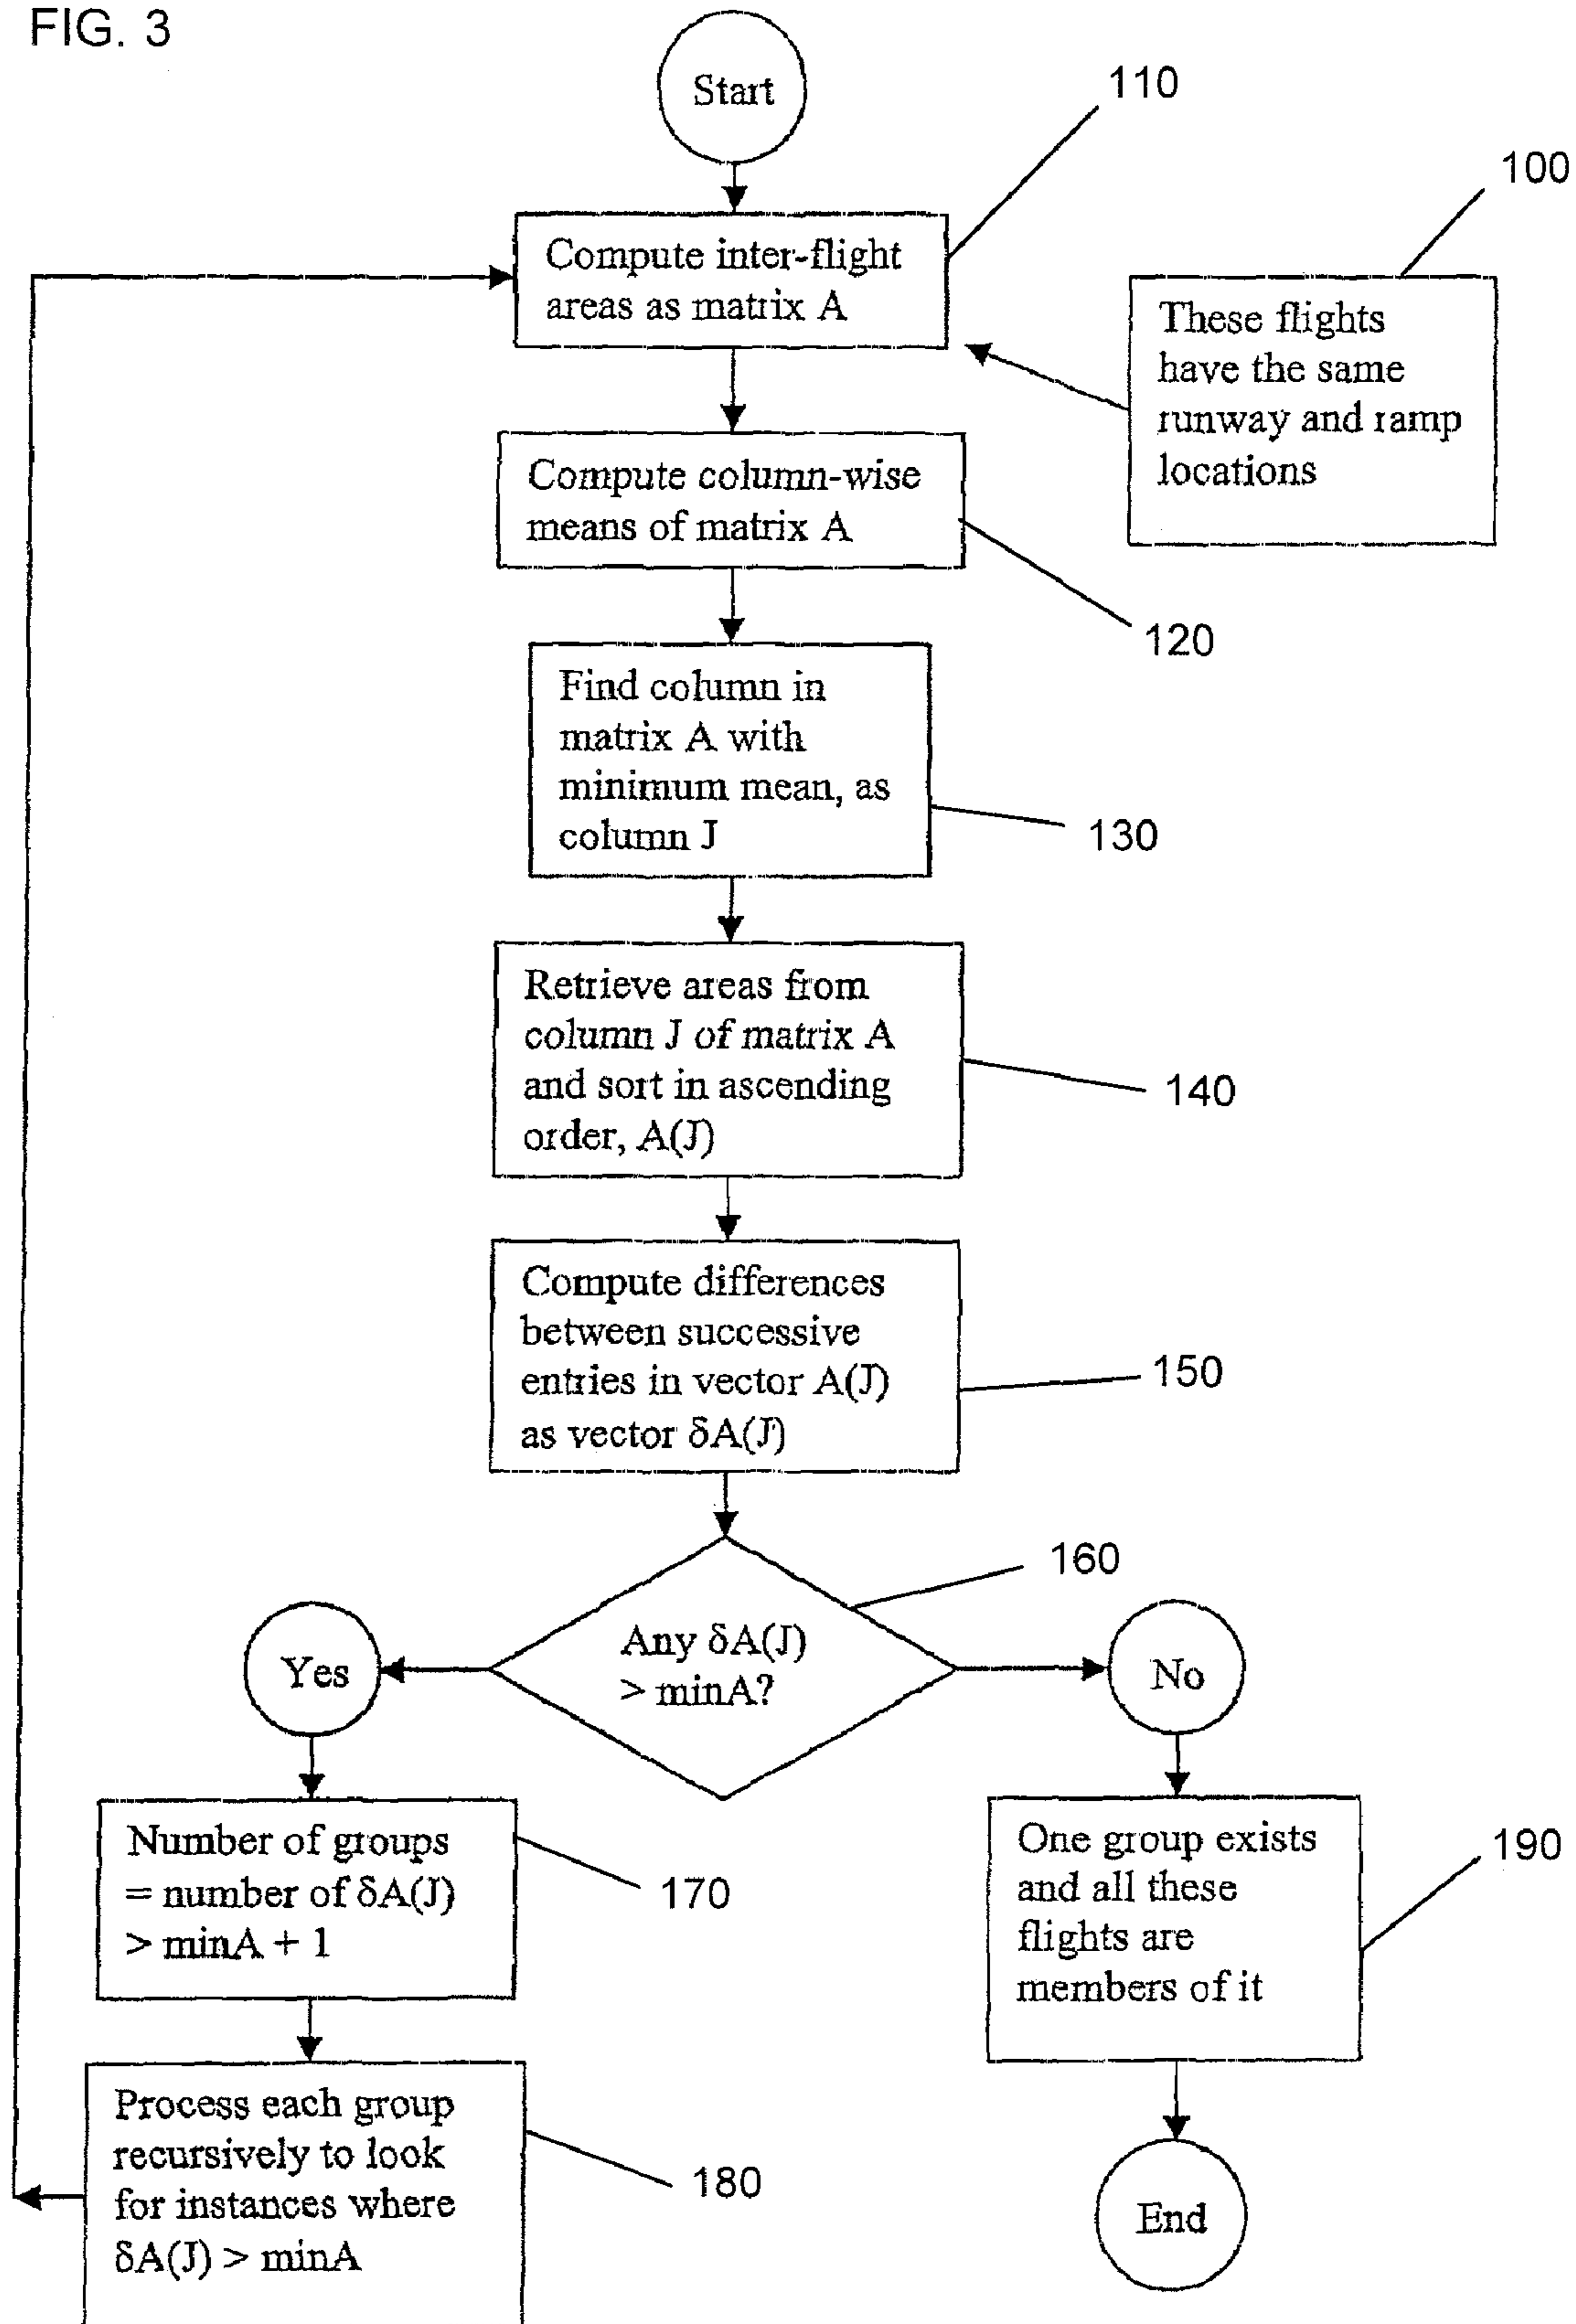 FIG. 3
Start
110
100
Compute inter-flight
areas as matrix A
These flights
have the same
runway and ramp
locations
Compute column-wise
means of matrix A
120
Find column in
matrix A with
minimum mean, as
column J
130
Retrieve areas from
column J of matrix A
and sort in ascending
order, A(J)
140
Compute differences
between successive
entries in vector A(J)
as vector δA(J)
150
160
Any δA(J)
> minA?
Yes
No
Number of groups
= number of δA(J)
> minA + 1
170
One group exists
and all these
flights are
members of it
190
Process each group
recursively to look
for instances where
δA(J) > minA
180
End